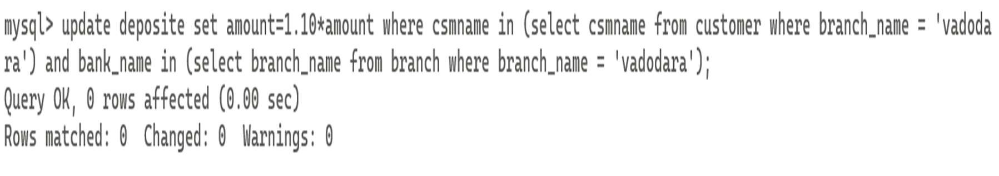 mysql> update deposite set amount=1.10*amount where csmname in (select csmname from customer where branch_name = 'vadoda
ra') and bank_name in (select branch_name from branch where branch_name = 'vadodara');
Query OK, 0 rows affected (0.00 sec)
Rows matched: 0  Changed: 0  Warnings: 0